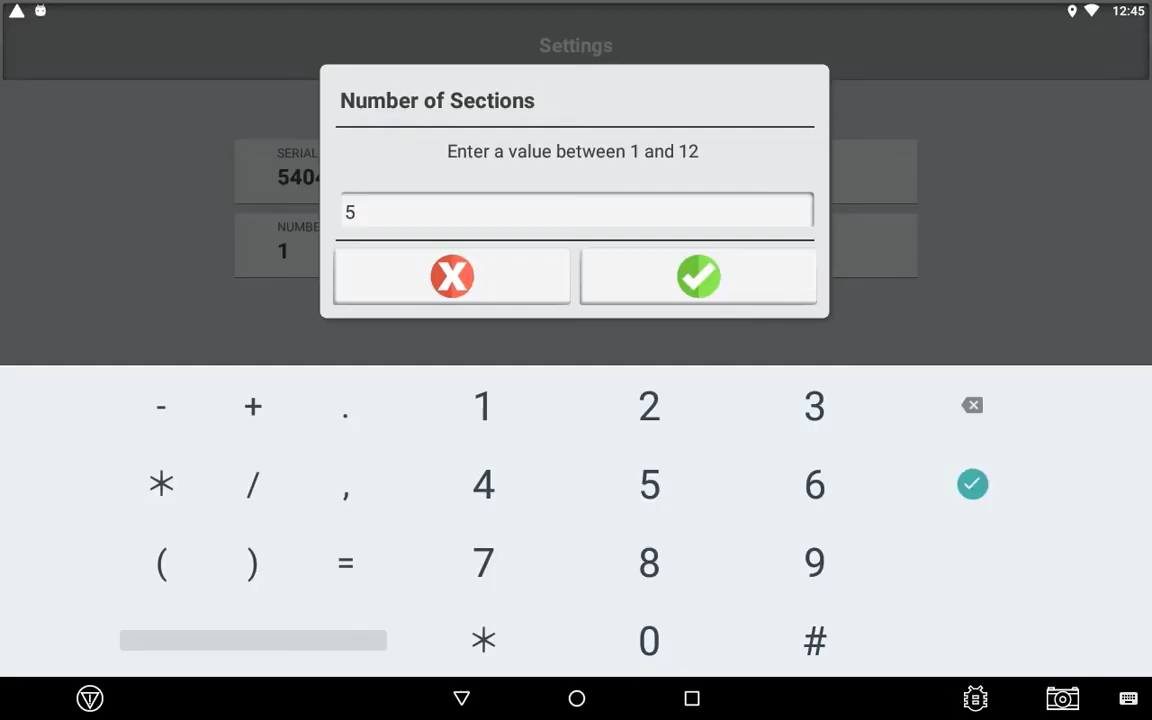 12:45
Settings
Number of Sections
Enter a value between 1 and 12
SERIAL
5404
5
NUMBE
1
- + . 1 2 3
* / , 4 5 6
( ) = 7 8 9
* 0 #